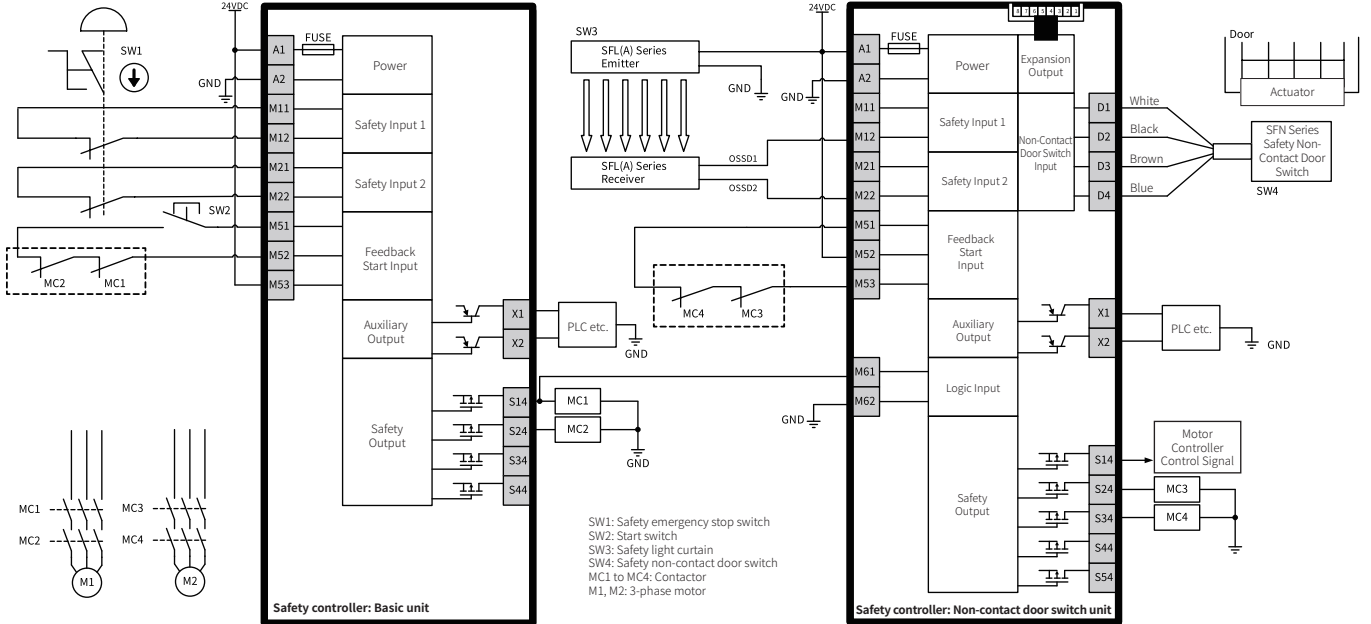 24VDC
SW1
GND
A1
A2
M11
M12
M21
M22
M51
M52
M53
FUSE
Power
Safety Input 1
Safety Input 2
Feedback
Start Input
Auxiliary
Output
Safety
Output
SW2
MC2
MC1
X1
X2
PLC etc.
GND
S14
S24
S34
S44
MC1
MC2
GND
MC1
MC2
M1
MC3
MC4
M2
Safety controller: Basic unit
SW3
SFL(A) Series
Emitter
GND
SFL(A) Series
Receiver
OSSD1
OSSD2
MC4
MC3
SW1: Safety emergency stop switch
SW2: Start switch
SW3: Safety light curtain
SW4: Safety non-contact door switch
MC1 to MC4: Contactor
M1, M2: 3-phase motor
24VDC
GND
A1
A2
M11
M12
M21
M22
M51
M52
M53
M61
M62
GND
FUSE
8 7 6 5 4 3 2 1
Power
Expansion
Output
Safety Input 1
Safety Input 2
Non-Contact
Door Switch
Input
Feedback
Start
Input
Auxiliary
Output
Logic Input
Safety
Output
D1
D2
D3
D4
White
Black
Brown
Blue
Door
Actuator
SFN Series
Safety Non-
Contact Door
Switch
SW4
X1
X2
PLC etc.
GND
S14
S24
S34
S44
S54
Motor
Controller
Control Signal
MC3
MC4
Safety controller: Non-contact door switch unit